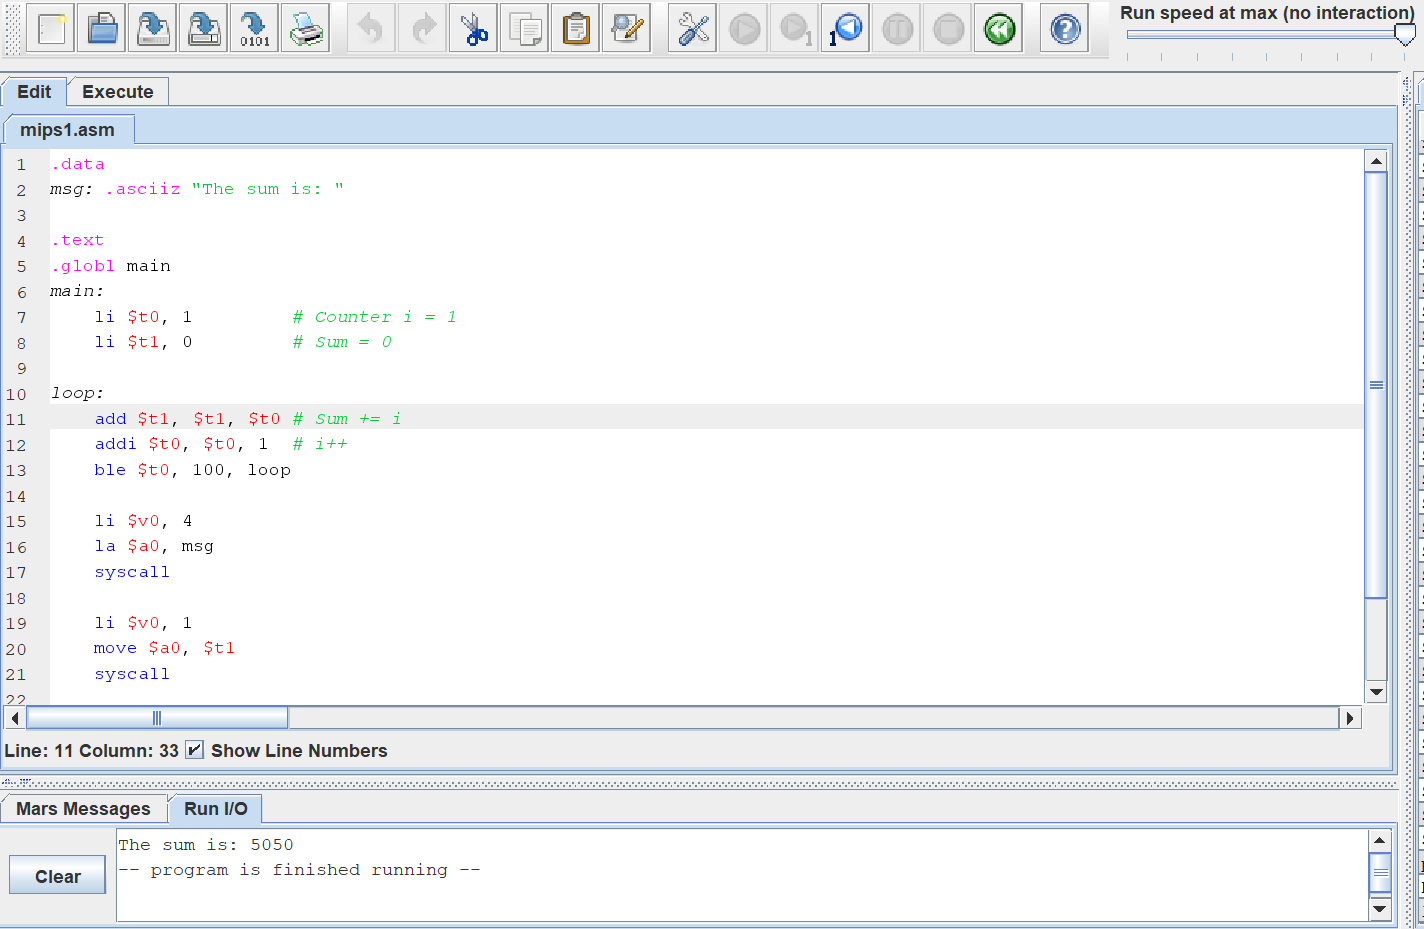 0101
1
1
Run speed at max (no interaction)
Edit Execute
mips1.asm
1 .data
2 msg: .asciiz "The sum is: "
3
4 .text
5 .globl main
6 main:
7 li $t0, 1 # Counter i = 1
8 li $t1, 0 # Sum = 0
9
10 loop:
11 add $t1, $t1, $t0 # Sum += i
12 addi $t0, $t0, 1 # i++
13 ble $t0, 100, loop
14
15 li $v0, 4
16 la $a0, msg
17 syscall
18
19 li $v0, 1
20 move $a0, $t1
21 syscall
22
Line: 11 Column: 33 Show Line Numbers
Mars Messages Run I/O
The sum is: 5050
-- program is finished running --
Clear